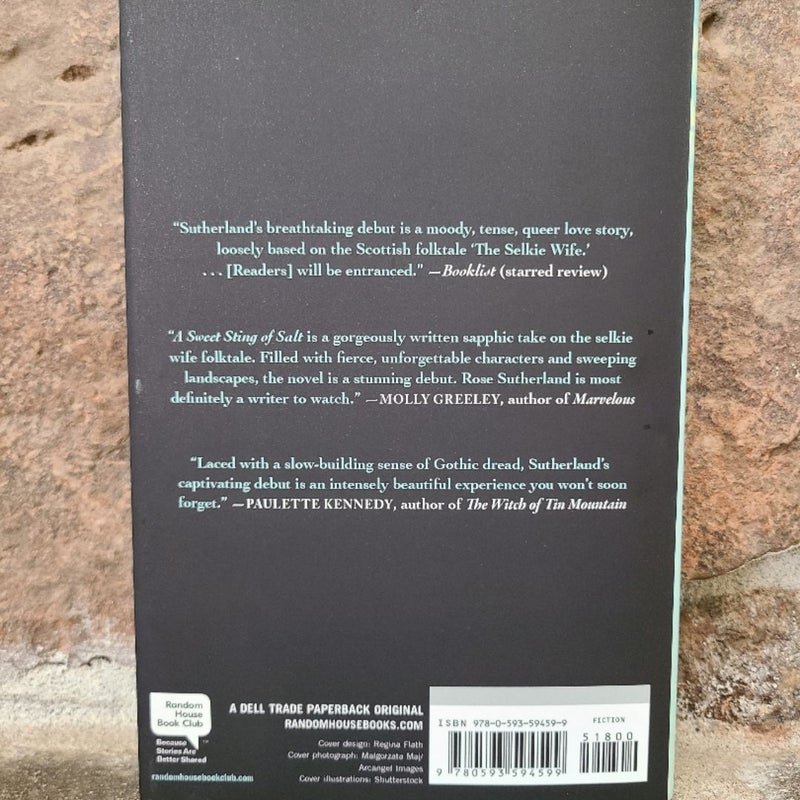 “Sutherland’s breathtaking debut is a moody, tense, queer love story,
loosely based on the Scottish folktale ‘The Selkie Wife.’
. . . [Readers] will be entranced.” —Booklist (starred review)
“A Sweet Sting of Salt is a gorgeously written sapphic take on the selkie
wife folktale. Filled with fierce, unforgettable characters and sweeping
landscapes, the novel is a stunning debut. Rose Sutherland is most
definitely a writer to watch.” —MOLLY GREELEY, author of Marvelous
“Laced with a slow-building sense of Gothic dread, Sutherland’s
captivating debut is an intensely beautiful experience you won’t soon
forget.” —PAULETTE KENNEDY, author of The Witch of Tin Mountain
Random
House
Book Club
Because
Stories Are
Better Shared™
randomhousebookclub.com
A DELL TRADE PAPERBACK ORIGINAL
RANDOMHOUSEBOOKS.COM
Cover design: Regina Flath
Cover photograph: Malgorzata Maj/
Arcangel Images
Cover illustrations: Shutterstock
ISBN 978-0-593-59459-9
FICTION
51800
9 780593 594599